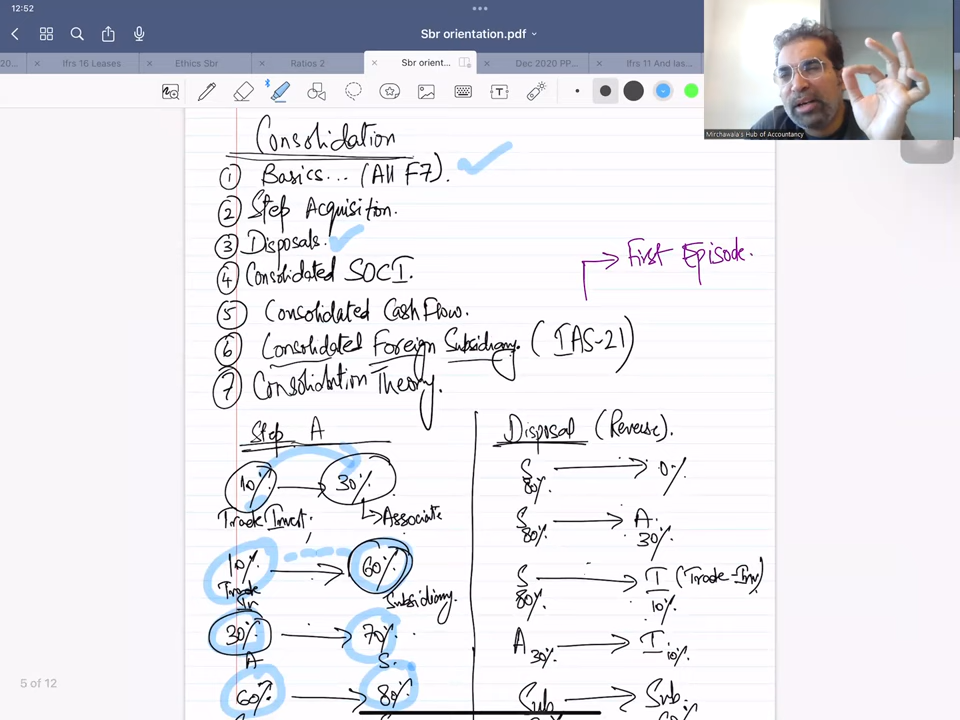 12:52
Sbr orientation.pdf
20...
Ifrs 16 Leases
Ethics Sbr
Ratios 2
Sbr orient...
Dec 2020 PP...
Ifrs 11 And Ias...
Mirchawala's Hub of Accountancy
Consolidation
① Basics... (All F7).
② Step Acquisition.
③ Disposals.
④ Consolidated SOCI.
⑤ Consolidated Cash Flow.
⑥ Consolidated Foreign Subsidiary. (IAS-21)
⑦ Consolidation Theory.
First Episode.
Step A
10% 30%
Trade Invest. Associate
10% 60%
Trade In Subsidiary.
30% 70%
A S.
60% 80%
Disposal (Reverse).
S 80% 0%
S 80% A 30%
S 80% I (Trade-Inv) 10%
A 30% I 10%
Sub Sub.
5 of 12